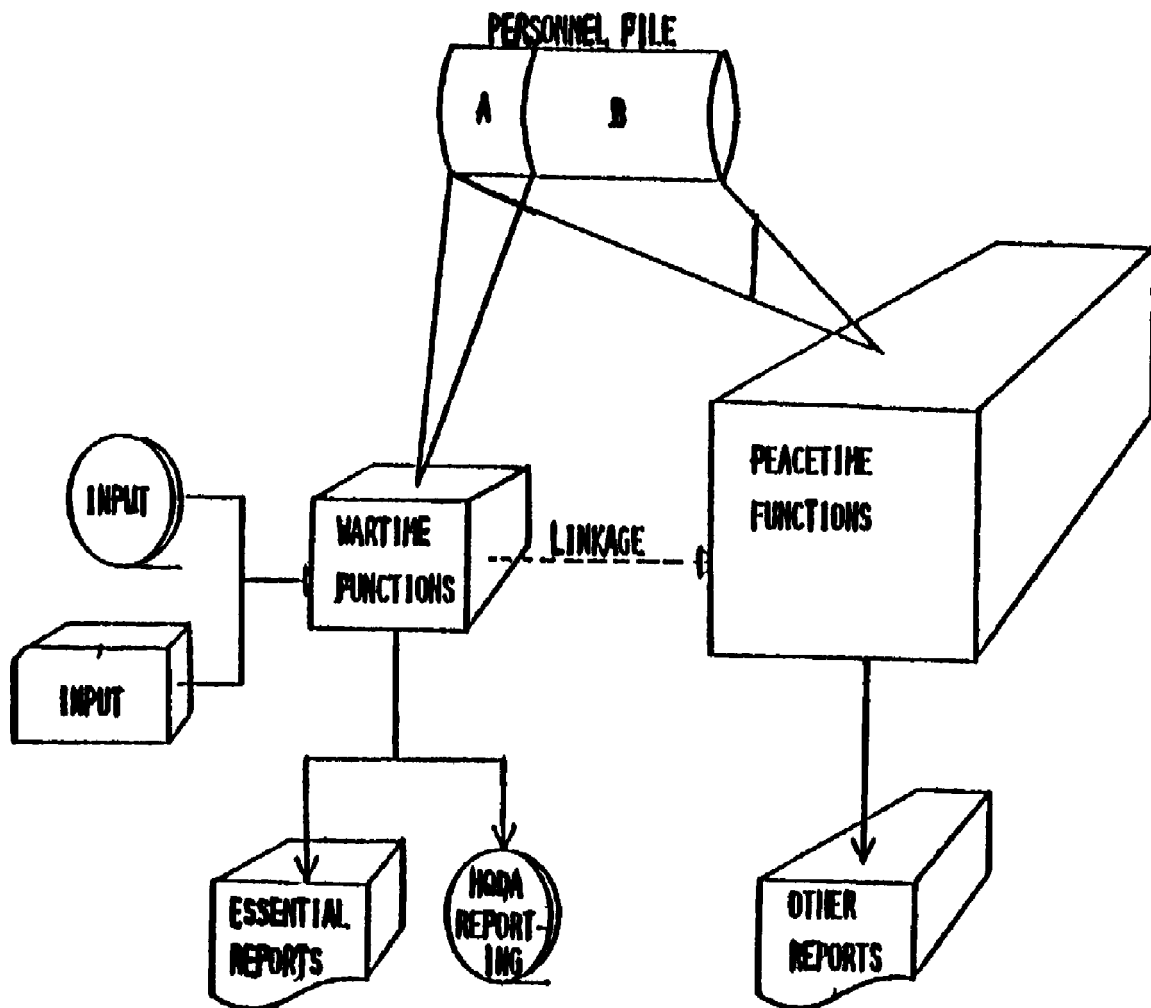 PERSONNEL FILE
A
B
PEACETIME
FUNCTIONS
INPUT
WARTIME
FUNCTIONS
LINKAGE
INPUT
HQDA
REPORT-
ING
ESSENTIAL
REPORTS
OTHER
REPORTS